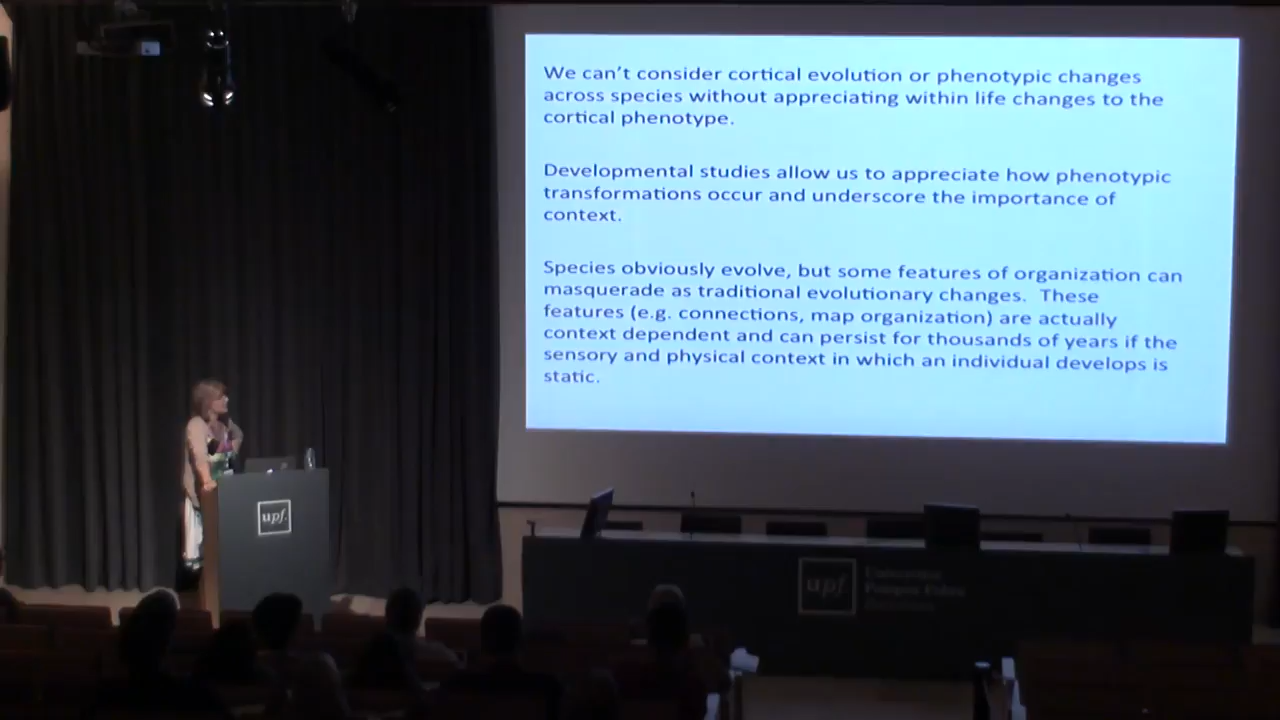 We can't consider cortical evolution or phenotypic changes
across species without appreciating within life changes to the
cortical phenotype.
Developmental studies allow us to appreciate how phenotypic
transformations occur and underscore the importance of
context.
Species obviously evolve, but some features of organization can
masquerade as traditional evolutionary changes.  These
features (e.g. connections, map organization) are actually
context dependent and can persist for thousands of years if the
sensory and physical context in which an individual develops is
static.
upf.
upf.
Universitat
Pompeu Fabra
Barcelona